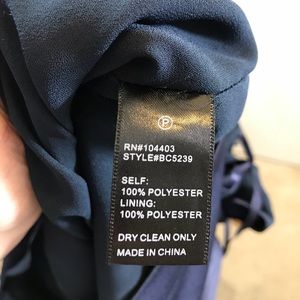 P
RN#104403
STYLE#BC5239
SELF:
100% POLYESTER
LINING:
100% POLYESTER
DRY CLEAN ONLY
MADE IN CHINA